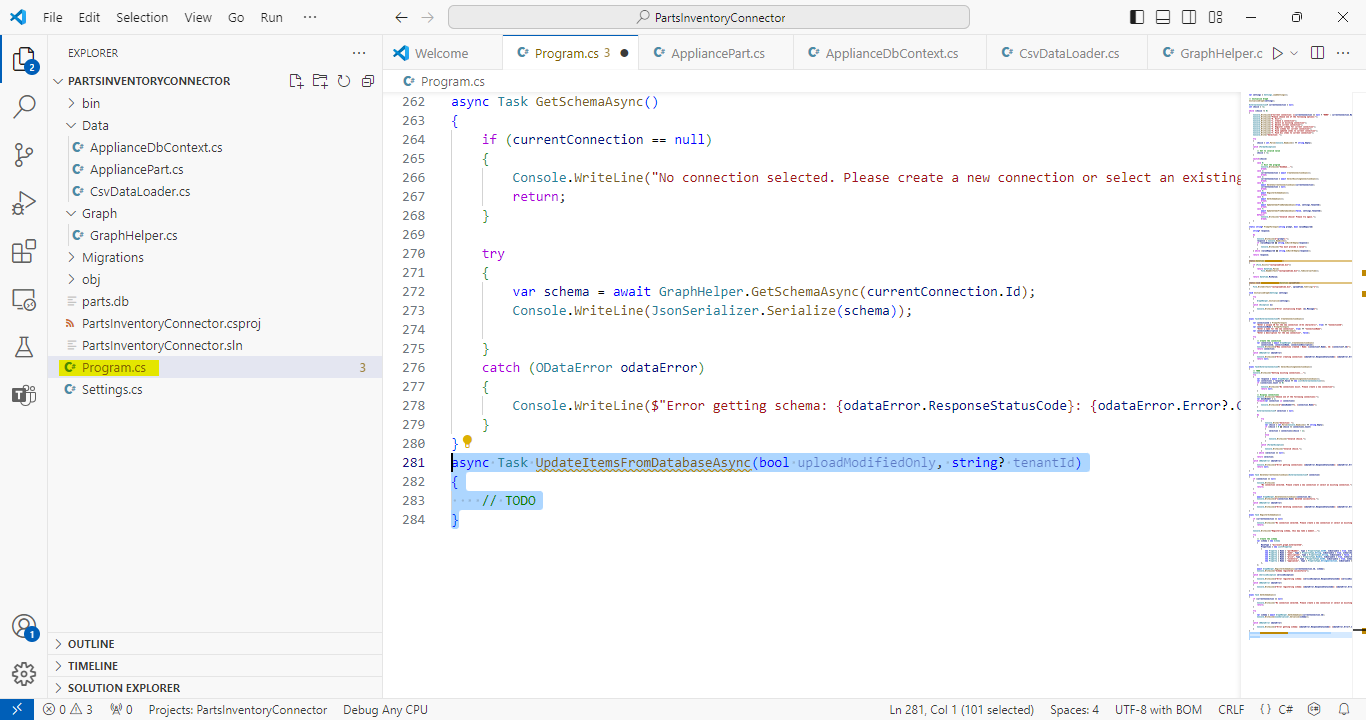 File Edit Selection View Go Run ··· PartsInventoryConnector
EXPLORER ···
PARTSINVENTORYCONNECTOR
bin
Data
ApplianceDbContext.cs
AppliancePart.cs
CsvDataLoader.cs
Graph
GraphHelper.cs
Migrations
obj
parts.db
PartsInventoryConnector.csproj
PartsInventoryConnector.sln
Program.cs 3
Settings.cs
OUTLINE
TIMELINE
SOLUTION EXPLORER
2
1
Welcome Program.cs 3 AppliancePart.cs ApplianceDbContext.cs CsvDataLoader.cs GraphHelper.c ···
Program.cs
262 async Task GetSchemaAsync()
263 {
264 if (currentConnection == null)
265 {
266 Console.WriteLine("No connection selected. Please create a new connection or select an existing
267 return;
268 }
269
270 try
271 {
272 var schema = await GraphHelper.GetSchemaAsync(currentConnection.Id);
273 Console.WriteLine(JsonSerializer.Serialize(schema));
274
275 }
276 catch (ODataError odataError)
277 {
278 Console.WriteLine($"Error getting schema: {odataError.ResponseStatusCode}: {odataError.Error?.C
279 }
280 }
281 async Task UpdateItemsFromDatabaseAsync(bool uploadModifiedOnly, string? tenantId)
282 {
283 // TODO
284 }
0 3 0 Projects: PartsInventoryConnector Debug Any CPU Ln 281, Col 1 (101 selected) Spaces: 4 UTF-8 with BOM CRLF {} C#